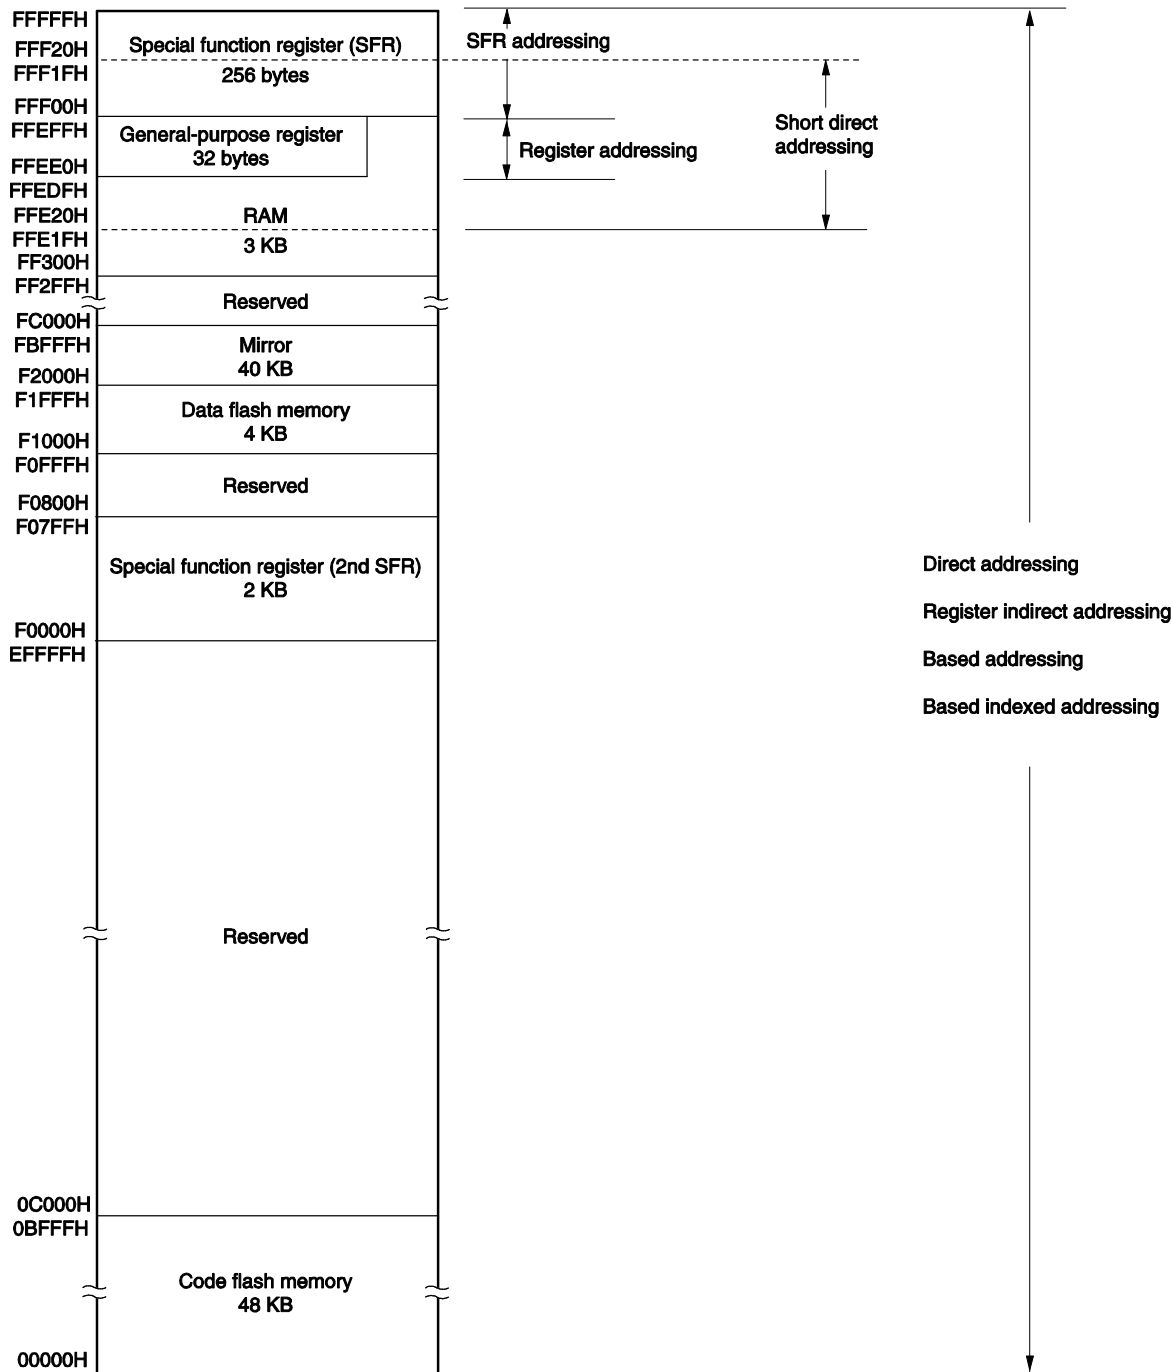 FFFFFH
FFF20H
FFF1FH
FFF00H
FFEFFH
FFEE0H
FFEDFH
FFE20H
FFE1FH
FF300H
FF2FFH
FC000H
FBFFFH
F2000H
F1FFFH
F1000H
F0FFFH
F0800H
F07FFH
F0000H
EFFFFH
0C000H
0BFFFH
00000H
Special function register (SFR)
256 bytes
General-purpose register
32 bytes
RAM
3 KB
Reserved
Mirror
40 KB
Data flash memory
4 KB
Reserved
Special function register (2nd SFR)
2 KB
Reserved
Code flash memory
48 KB
SFR addressing
Register addressing
Short direct
addressing
Direct addressing
Register indirect addressing
Based addressing
Based indexed addressing